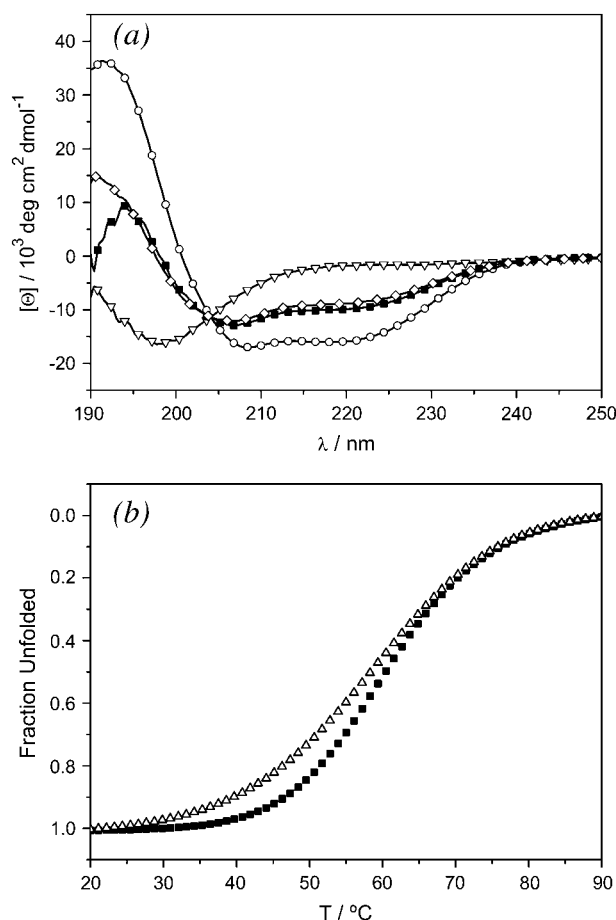 (a)
[Θ] / 10³ deg cm² dmol⁻¹
40
30
20
10
0
-10
-20
190 200 210 220 230 240 250
λ / nm
(b)
Fraction Unfolded
0.0
0.2
0.4
0.6
0.8
1.0
20 30 40 50 60 70 80 90
T / ºC